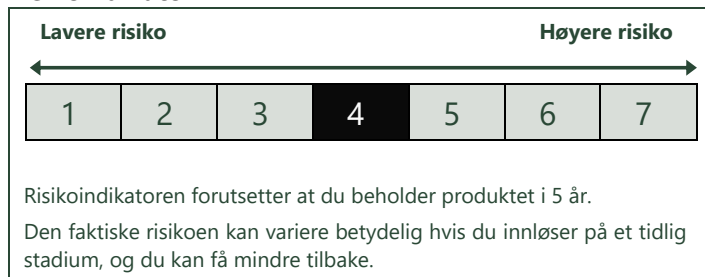 Lavere risiko Høyere risiko
1 2 3 4 5 6 7
Risikoindikatoren forutsetter at du beholder produktet i 5 år.
Den faktiske risikoen kan variere betydelig hvis du innløser på et tidlig
stadium, og du kan få mindre tilbake.